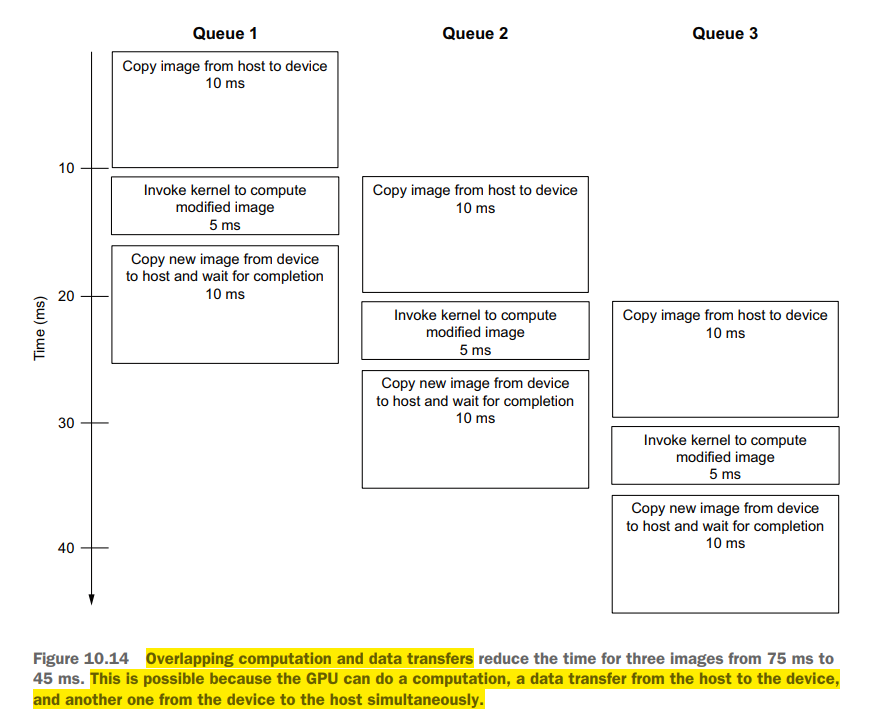 Queue 1
Queue 2
Queue 3
Copy image from host to device
10 ms
10
Invoke kernel to compute
modified image
5 ms
Copy image from host to device
10 ms
Copy new image from device
to host and wait for completion
10 ms
Time (ms)
20
Invoke kernel to compute
modified image
5 ms
Copy image from host to device
10 ms
Copy new image from device
to host and wait for completion
10 ms
30
Invoke kernel to compute
modified image
5 ms
Copy new image from device
to host and wait for completion
10 ms
40
Figure 10.14 Overlapping computation and data transfers reduce the time for three images from 75 ms to
45 ms. This is possible because the GPU can do a computation, a data transfer from the host to the device,
and another one from the device to the host simultaneously.